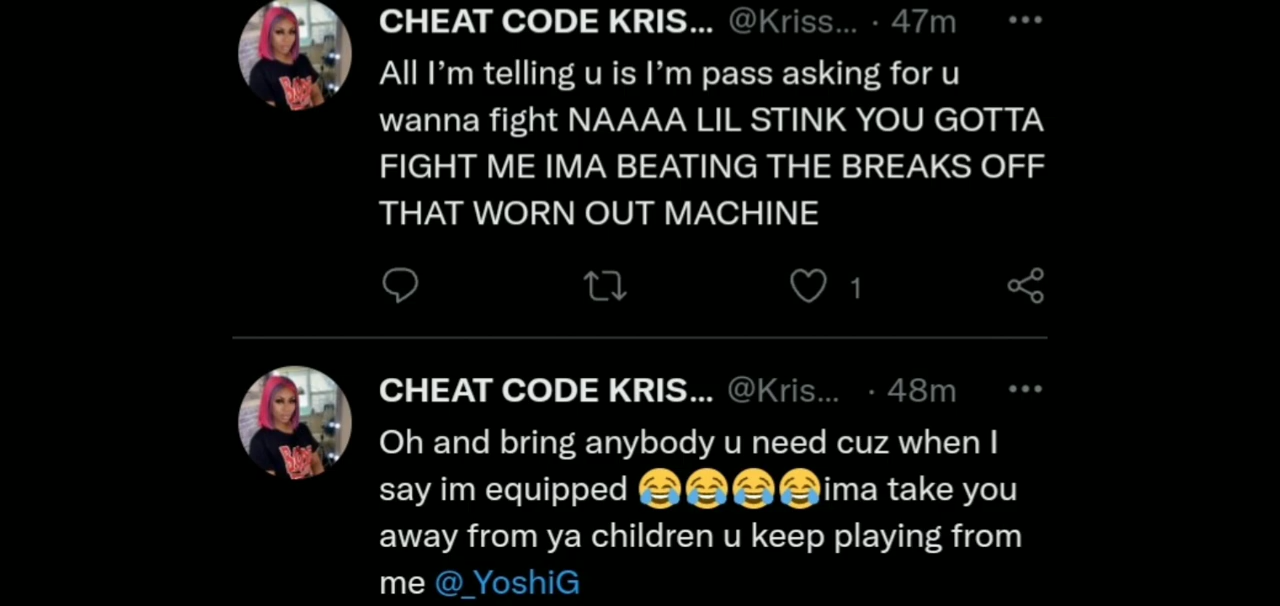 CHEAT CODE KRIS... @Kriss... · 47m
All I’m telling u is I’m pass asking for u
wanna fight NAAAA LIL STINK YOU GOTTA
FIGHT ME IMA BEATING THE BREAKS OFF
THAT WORN OUT MACHINE
1
CHEAT CODE KRIS... @Kris... · 48m
Oh and bring anybody u need cuz when I
say im equipped 😂😂😂😂ima take you
away from ya children u keep playing from
me @_YoshiG